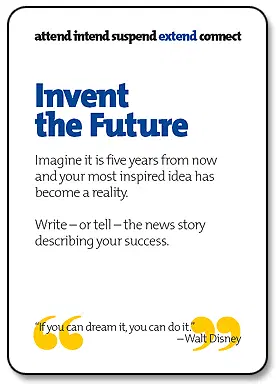 attend intend suspend extend connect
Invent
the Future
Imagine it is five years from now
and your most inspired idea has
become a reality.
Write – or tell – the news story
describing your success.
“If you can dream it, you can do it.”
—Walt Disney